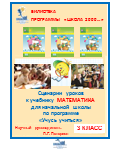 БИБЛИОТЕКА
ПРОГРАММЫ «ШКОЛА 2000...»
Сценарии уроков
к учебнику МАТЕМАТИКА
для начальной школы
по программе
«Учусь учиться»
Научный руководитель
Л.Г. Петерсон
3 КЛАСС